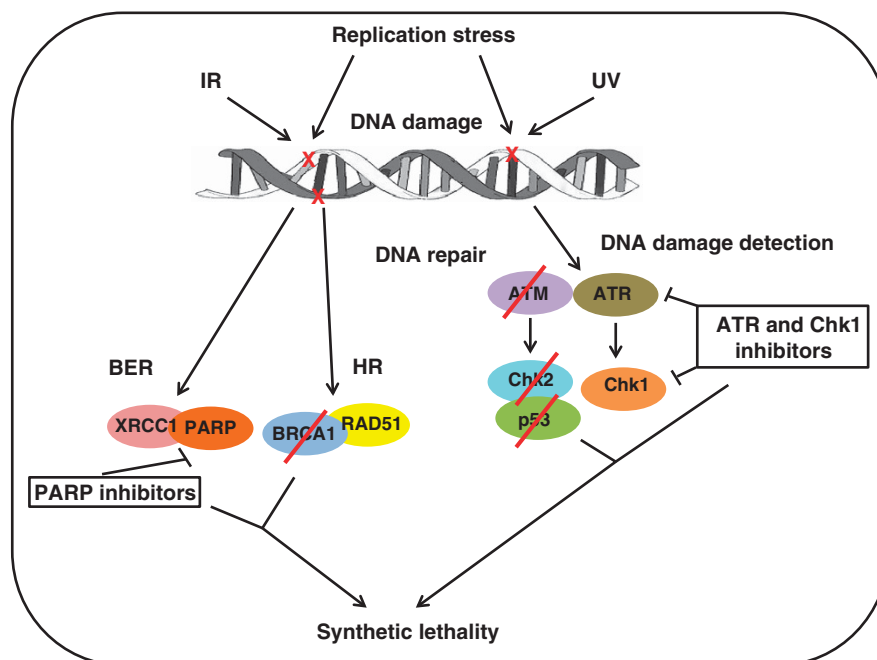 Replication stress
IR
UV
DNA damage
X
X
X
DNA repair
DNA damage detection
ATM
ATR
ATR and Chk1
inhibitors
BER
HR
Chk2
Chk1
XRCC1
PARP
BRCA1
RAD51
p53
PARP inhibitors
Synthetic lethality